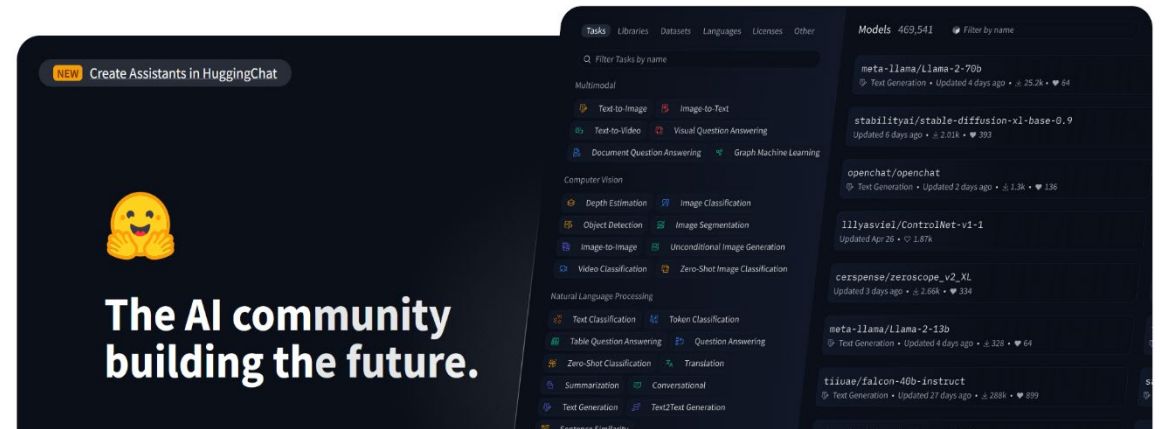 NEW Create Assistants in HuggingChat
The AI community
building the future.
Tasks Libraries Datasets Languages Licenses Other
Filter Tasks by name
Multimodal
Text-to-Image Image-to-Text
Text-to-Video Visual Question Answering
Document Question Answering Graph Machine Learning
Computer Vision
Depth Estimation Image Classification
Object Detection Image Segmentation
Image-to-Image Unconditional Image Generation
Video Classification Zero-Shot Image Classification
Natural Language Processing
Text Classification Token Classification
Table Question Answering Question Answering
Zero-Shot Classification Translation
Summarization Conversational
Text Generation Text2Text Generation
Sentence Similarity
Models 469,541 Filter by name
meta-llama/Llama-2-70b
Text Generation • Updated 4 days ago • 25.2k • 64
stabilityai/stable-diffusion-xl-base-0.9
Updated 6 days ago • 2.01k • 393
openchat/openchat
Text Generation • Updated 2 days ago • 1.3k • 136
lllyasviel/ControlNet-v1-1
Updated Apr 26 • 1.87k
cerspense/zeroscope_v2_XL
Updated 3 days ago • 2.66k • 334
meta-llama/Llama-2-13b
Text Generation • Updated 4 days ago • 328 • 64
tiiuae/falcon-40b-instruct
Text Generation • Updated 27 days ago • 288k • 899